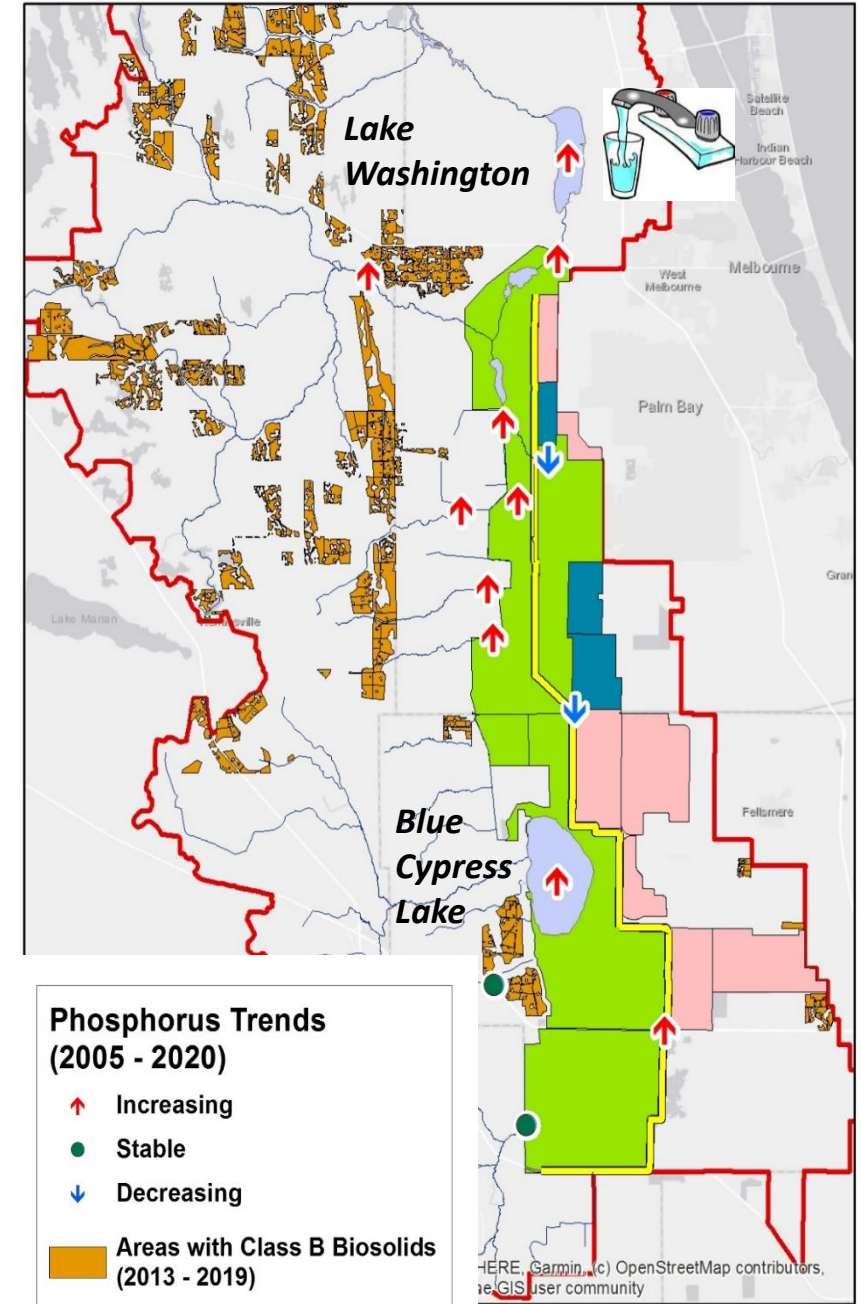 Satellite
Beach
Lake
Washington
Indian
Harbour Beach
West
Melbourne
Melbourne
Palm Bay
Lake Marian
Fellsmere
Blue
Cypress
Lake
Phosphorus Trends
(2005 - 2020)
Increasing
Stable
Decreasing
Areas with Class B Biosolids
(2013 - 2019)
HERE, Garmin, (c) OpenStreetMap contributors,
GIS user community